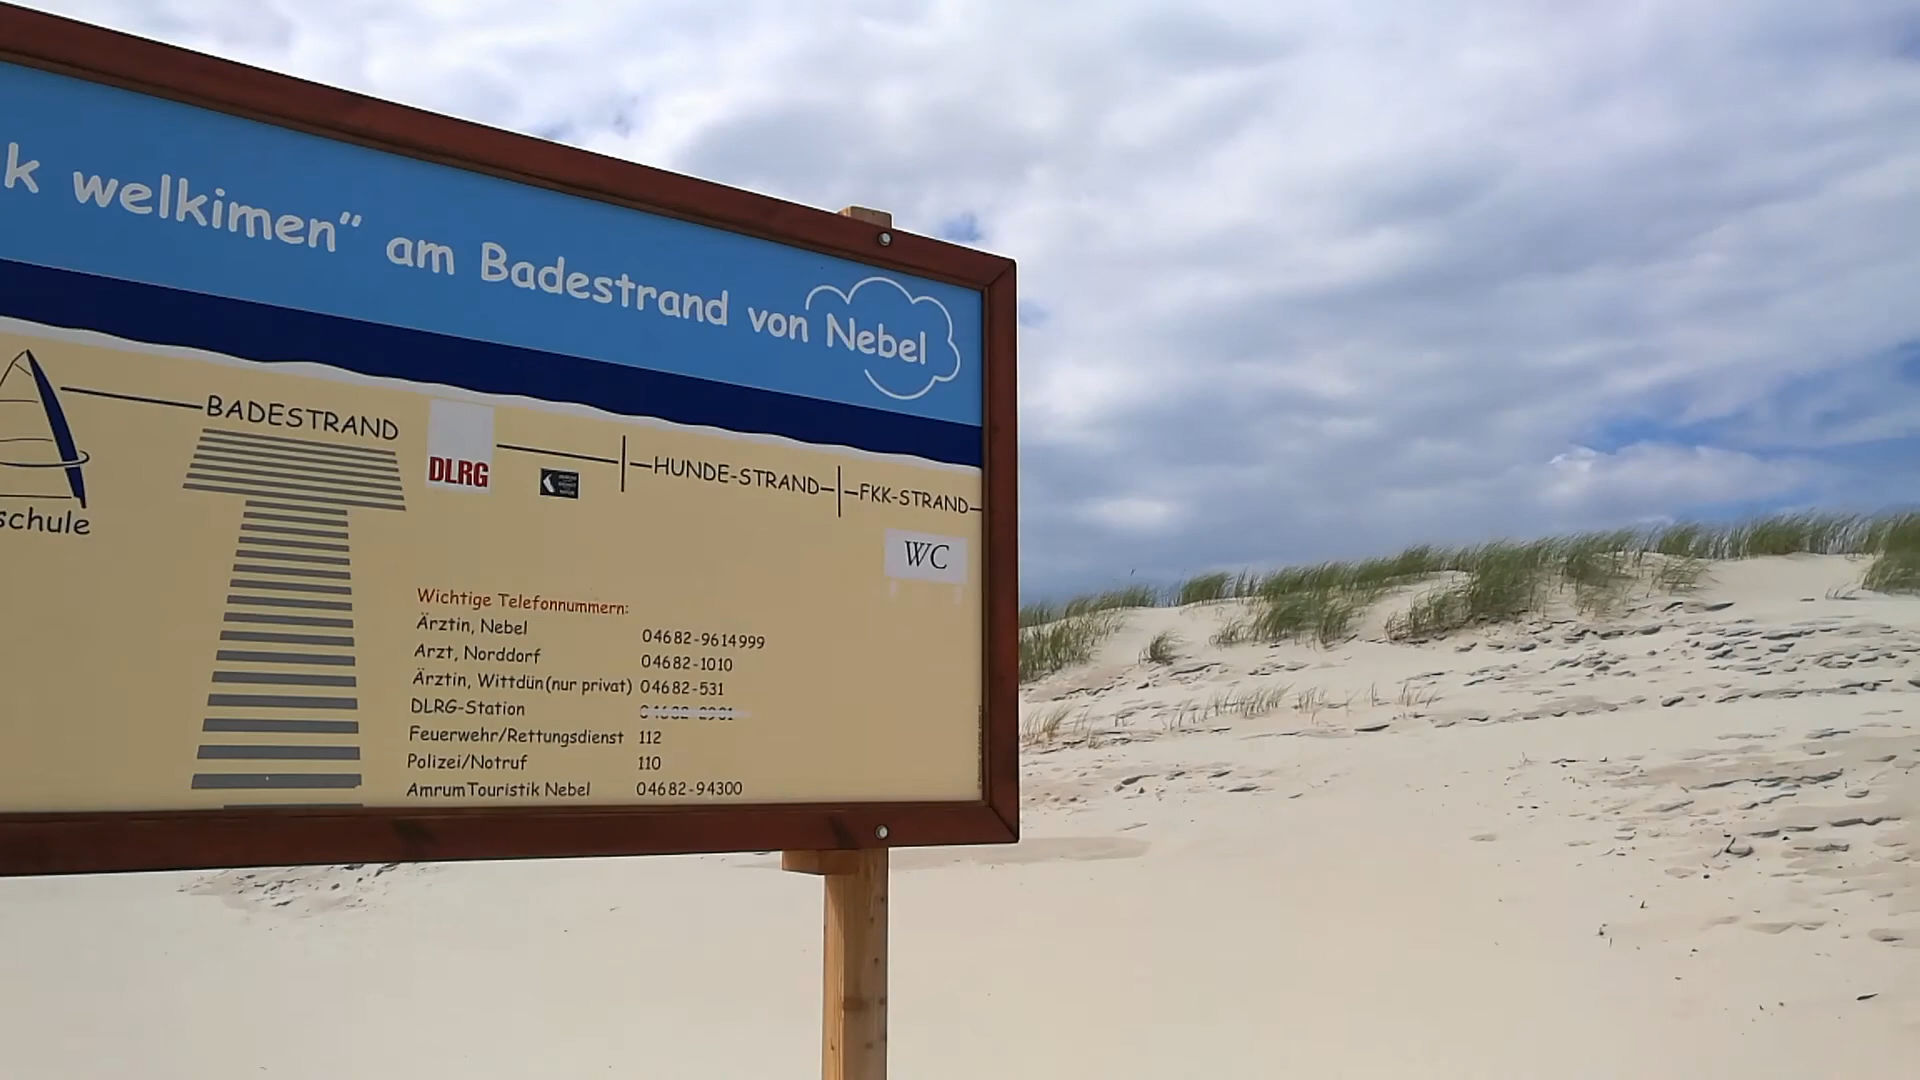 k welkimen” am Badestrand von Nebel
BADESTRAND
DLRG
HUNDE-STRAND
FKK-STRAND
schule
WC
Wichtige Telefonnummern:
Ärztin, Nebel 04682-9614999
Arzt, Norddorf 04682-1010
Ärztin, Wittdün (nur privat) 04682-531
DLRG-Station
Feuerwehr/Rettungsdienst 112
Polizei/Notruf 110
AmrumTouristik Nebel 04682-94300